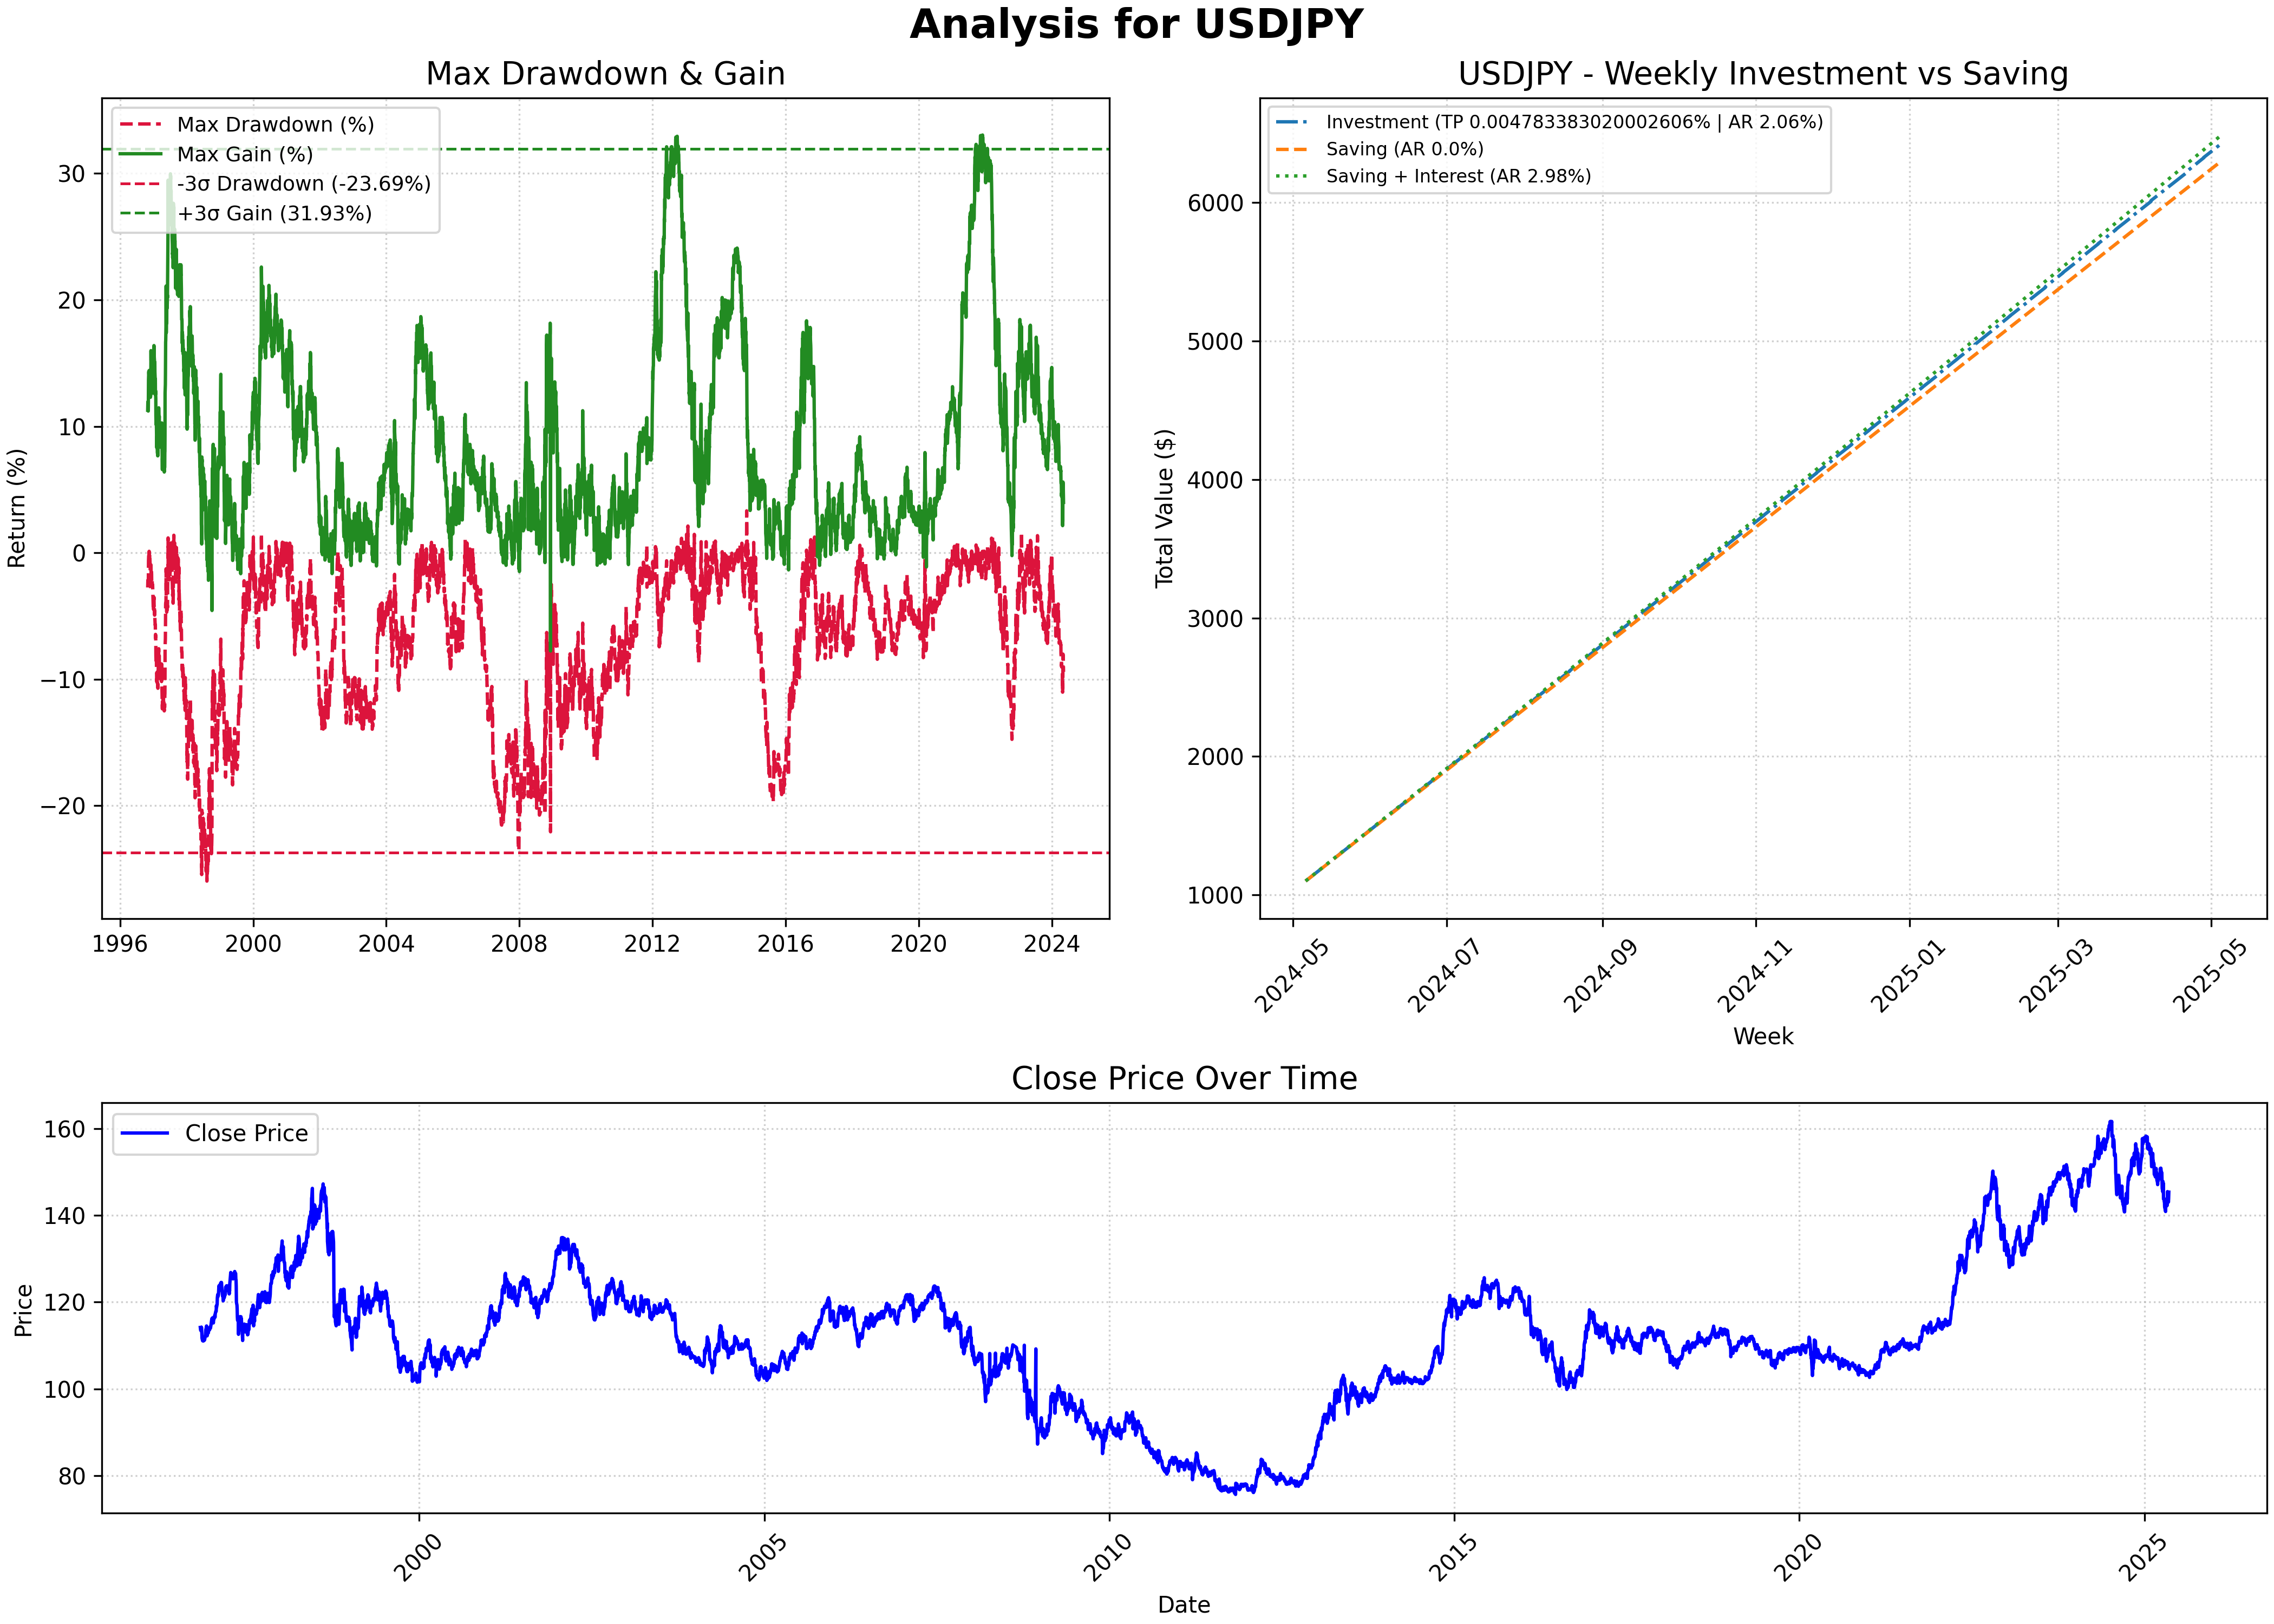 Analysis for USDJPY
Max Drawdown & Gain
Max Drawdown (%)
Max Gain (%)
-3σ Drawdown (-23.69%)
+3σ Gain (31.93%)
Return (%)
30
20
10
0
−10
−20
1996
2000
2004
2008
2012
2016
2020
2024
USDJPY - Weekly Investment vs Saving
Investment (TP 0.004783383020002606% | AR 2.06%)
Saving (AR 0.0%)
Saving + Interest (AR 2.98%)
Total Value ($)
6000
5000
4000
3000
2000
1000
2024-05
2024-07
2024-09
2024-11
2025-01
2025-03
2025-05
Week
Close Price Over Time
Close Price
Price
160
140
120
100
80
2000
2005
2010
2015
2020
2025
Date